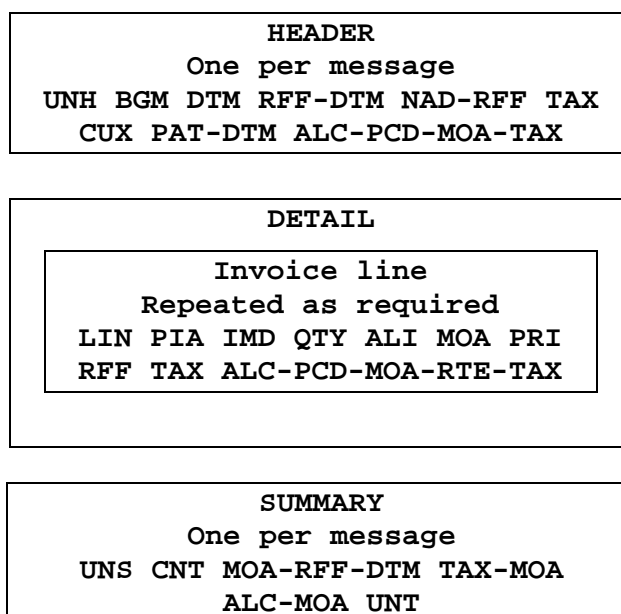 HEADER
One per message
UNH BGM DTM RFF-DTM NAD-RFF TAX
CUX PAT-DTM ALC-PCD-MOA-TAX
DETAIL
Invoice line
Repeated as required
LIN PIA IMD QTY ALI MOA PRI
RFF TAX ALC-PCD-MOA-RTE-TAX
SUMMARY
One per message
UNS CNT MOA-RFF-DTM TAX-MOA
ALC-MOA UNT